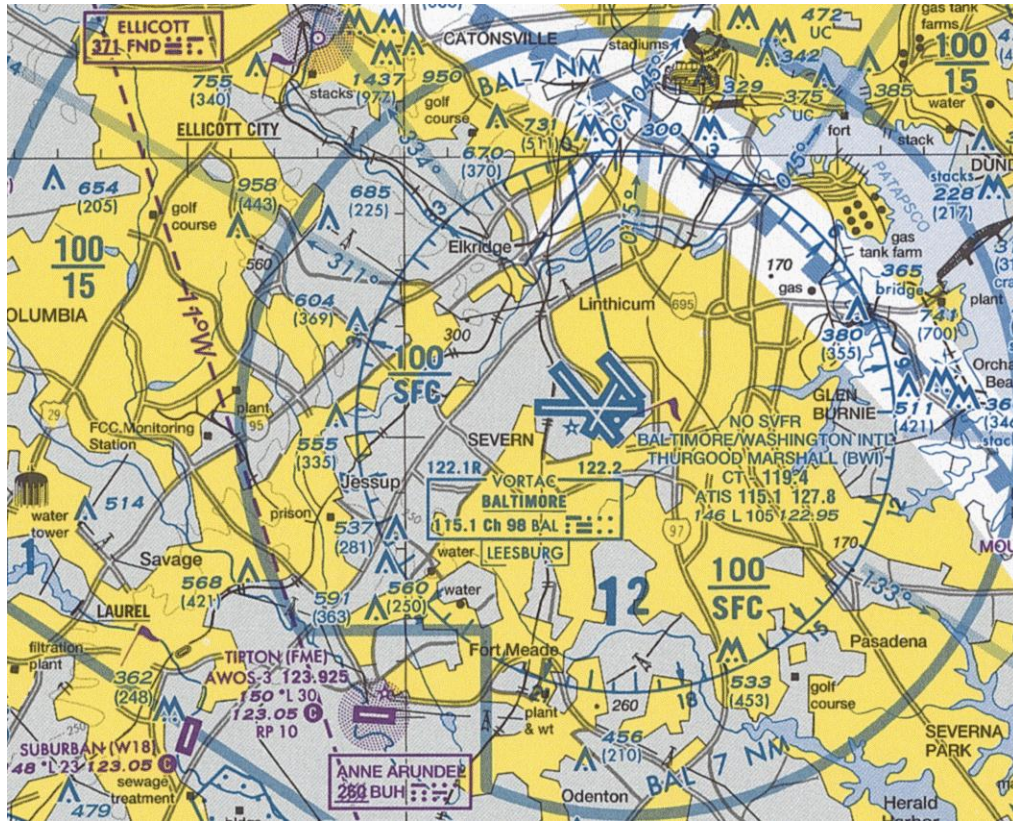 ELLICOTT
371 FND
CATONSVILLE
stadiums
472
UC
gas tank
farms
100
15
755
(340)
stacks
1437
(977)
950
golf
course
BAL 7 NM
DCA 045°
329
342
375
UC
385
water
fort
stack
ELLICOTT CITY
731
(511)
300
670
(370)
045°
PATAPSCO
stacks
228
(217)
654
(205)
golf
course
958
(443)
685
(225)
Elkridge
015°
gas
tank farm
100
15
560
311°
170
gas
365
bridge
plant
Linthicum
695
OLUMBIA
604
(369)
300
741
(700)
380
(355)
100
SFC
29
plant
95
FCC Monitoring
Station
555
(335)
SEVERN
GLEN
BURNIE
511
(421)
NO SVFR
BALTIMORE/WASHINGTON INTL
THURGOOD MARSHALL (BWI)
CT - 119.4
ATIS 115.1 127.8
146 L 105 122.95
122.1R
122.2
VORTAC
BALTIMORE
115.1 Ch 98 BAL
LEESBURG
Jessup
514
prison
537
(281)
water
tower
97
12
170
water
Savage
568
(421)
591
(363)
560
(250)
water
12
100
SFC
133°
LAUREL
15
Pasadena
filtration
plant
362
(248)
TIPTON (FME)
AWOS-3 123.925
150 *L 30
123.05 C
RP 10
Fort Meade
533
(453)
18
golf
course
21
plant
& wt
260
SUBURBAN (W18)
48 *L 23 123.05 C
sewage
treatment
456
(210)
BAL 7 NM
SEVERNA
PARK
ANNE ARUNDEL
260 BUH
Odenton
479
Herald
Harbor